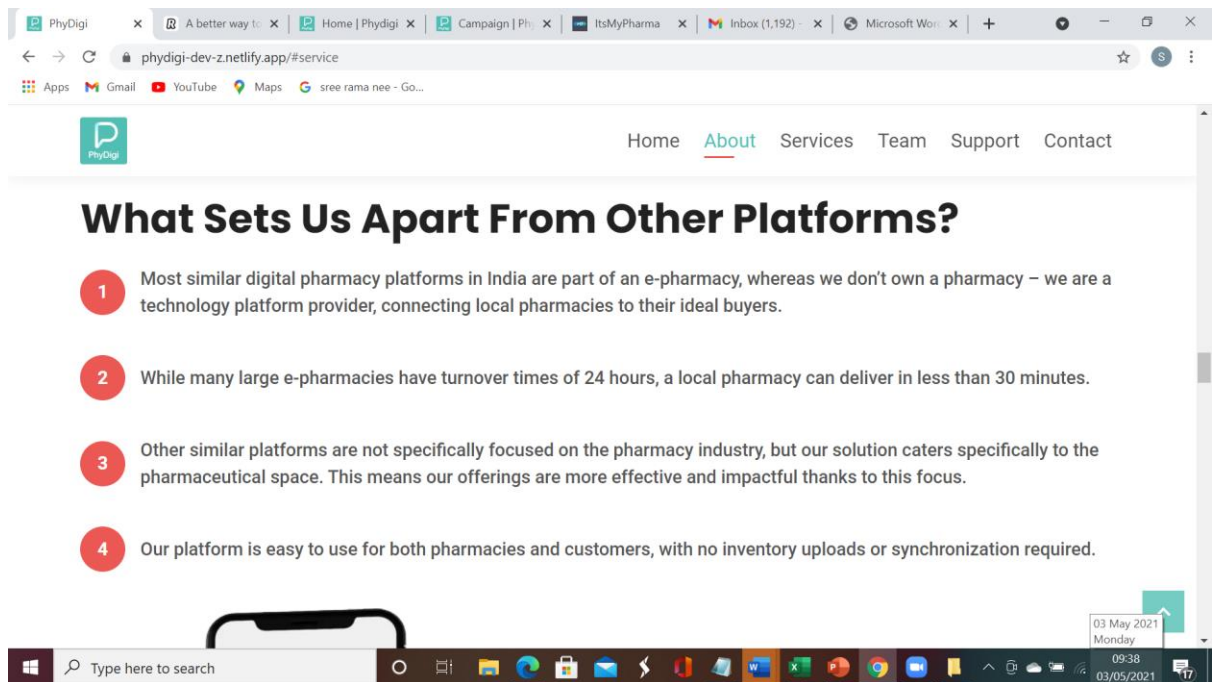 PhyDigi
A better way to
Home | Phydigi
Campaign | Ph
ItsMyPharma
Inbox (1,192) -
Microsoft Wor
phydigi-dev-z.netlify.app/#service
S
Apps
Gmail
YouTube
Maps
sree rama nee - Go...
PhyDigi
Home
About
Services
Team
Support
Contact
What Sets Us Apart From Other Platforms?
1
Most similar digital pharmacy platforms in India are part of an e-pharmacy, whereas we don't own a pharmacy – we are a
technology platform provider, connecting local pharmacies to their ideal buyers.
2
While many large e-pharmacies have turnover times of 24 hours, a local pharmacy can deliver in less than 30 minutes.
3
Other similar platforms are not specifically focused on the pharmacy industry, but our solution caters specifically to the
pharmaceutical space. This means our offerings are more effective and impactful thanks to this focus.
4
Our platform is easy to use for both pharmacies and customers, with no inventory uploads or synchronization required.
03 May 2021
Monday
Type here to search
09:38
03/05/2021
17